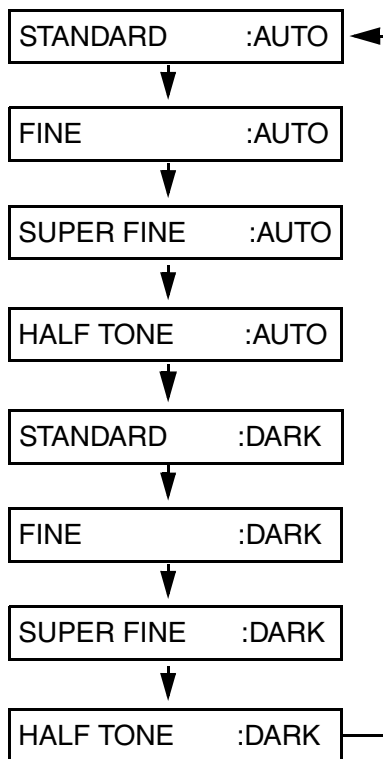 STANDARD :AUTO
FINE :AUTO
SUPER FINE :AUTO
HALF TONE :AUTO
STANDARD :DARK
FINE :DARK
SUPER FINE :DARK
HALF TONE :DARK